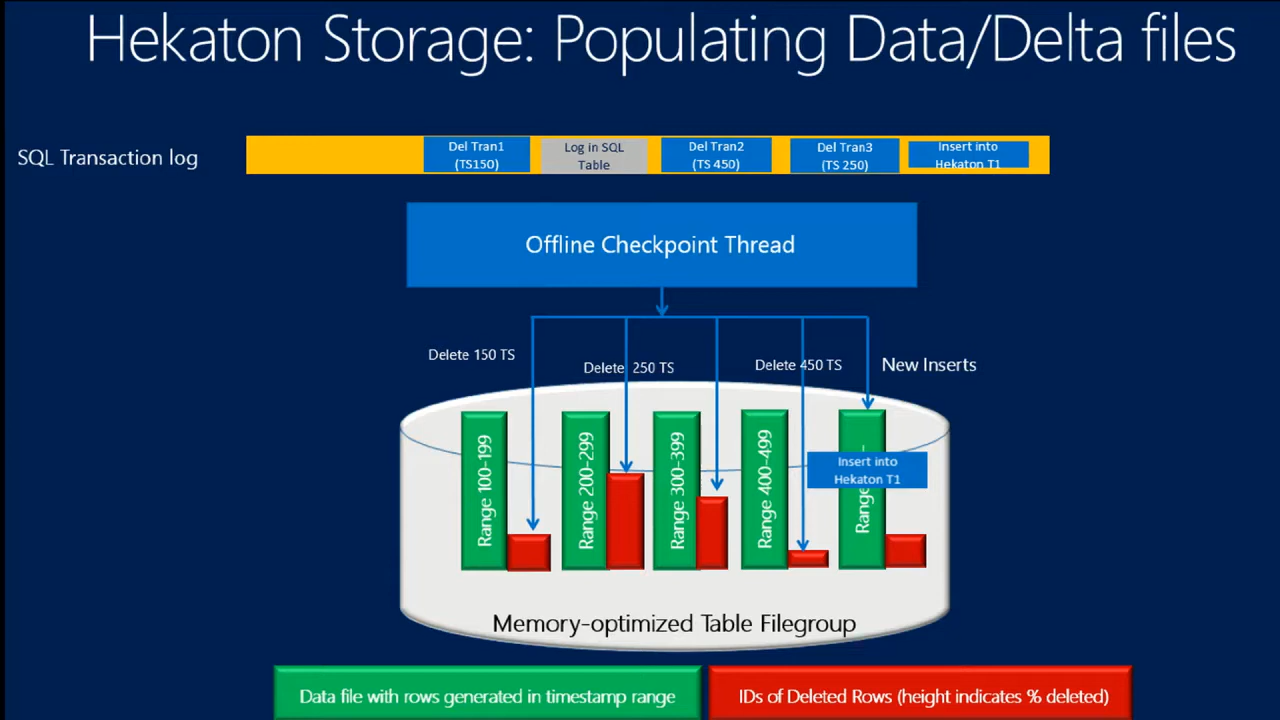 Hekaton Storage: Populating Data/Delta files
SQL Transaction log
Del Tran1
(TS150)
Log in SQL
Table
Del Tran2
(TS 450)
Del Tran3
(TS 250)
Insert into
Hekaton T1
Offline Checkpoint Thread
Delete 150 TS
Delete 250 TS
Delete 450 TS
New Inserts
Range 100-199
Range 200-299
Range 300-399
Range 400-499
Range
Insert into
Hekaton T1
Memory-optimized Table Filegroup
Data file with rows generated in timestamp range
IDs of Deleted Rows (height indicates % deleted)